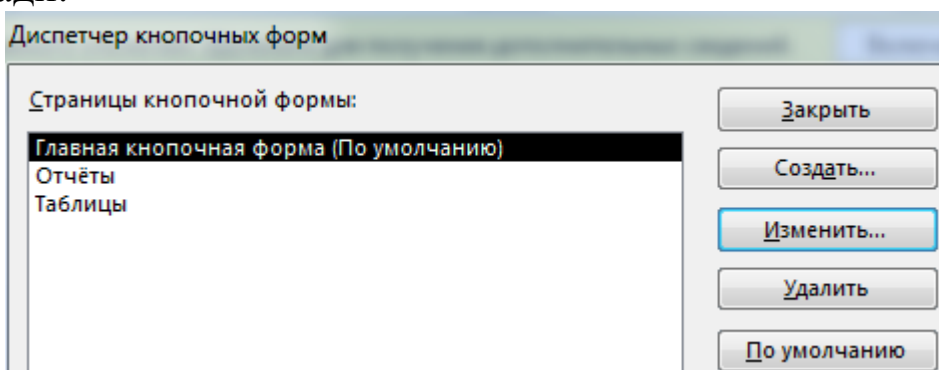 Диспетчер кнопочных форм
Страницы кнопочной формы:
Главная кнопочная форма (По умолчанию)
Отчёты
Таблицы
Закрыть
Создать...
Изменить...
Удалить
По умолчанию